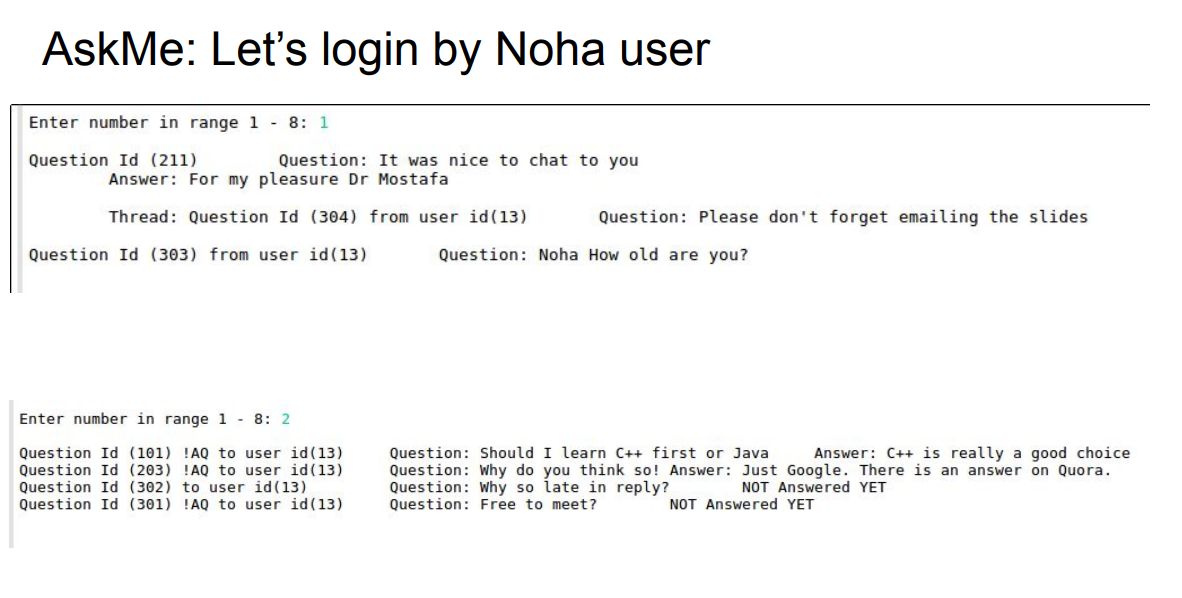 AskMe: Let’s login by Noha user
Enter number in range 1 - 8: 1
Question Id (211) Question: It was nice to chat to you
Answer: For my pleasure Dr Mostafa
Thread: Question Id (304) from user id(13) Question: Please don't forget emailing the slides
Question Id (303) from user id(13) Question: Noha How old are you?
Enter number in range 1 - 8: 2
Question Id (101) !AQ to user id(13) Question: Should I learn C++ first or Java Answer: C++ is really a good choice
Question Id (203) !AQ to user id(13) Question: Why do you think so! Answer: Just Google. There is an answer on Quora.
Question Id (302) to user id(13) Question: Why so late in reply? NOT Answered YET
Question Id (301) !AQ to user id(13) Question: Free to meet? NOT Answered YET